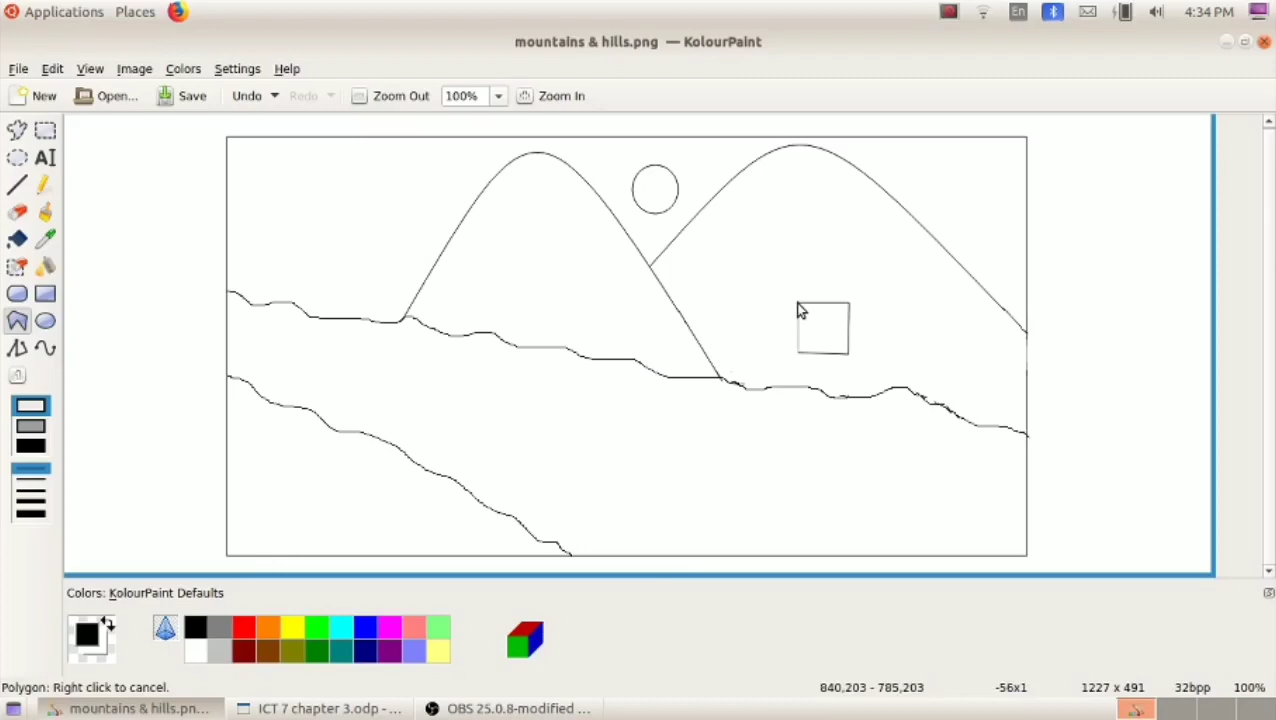 Applications Places En 4:34 PM
mountains & hills.png — KolourPaint
File Edit View Image Colors Settings Help
New Open... Save Undo Redo Zoom Out 100% Zoom In
AI
Colors: KolourPaint Defaults
Polygon: Right click to cancel. 840,203 - 785,203 -56x1 1227 x 491 32bpp 100%
mountains & hills.pn... ICT 7 chapter 3.odp - ... OBS 25.0.8-modified ...